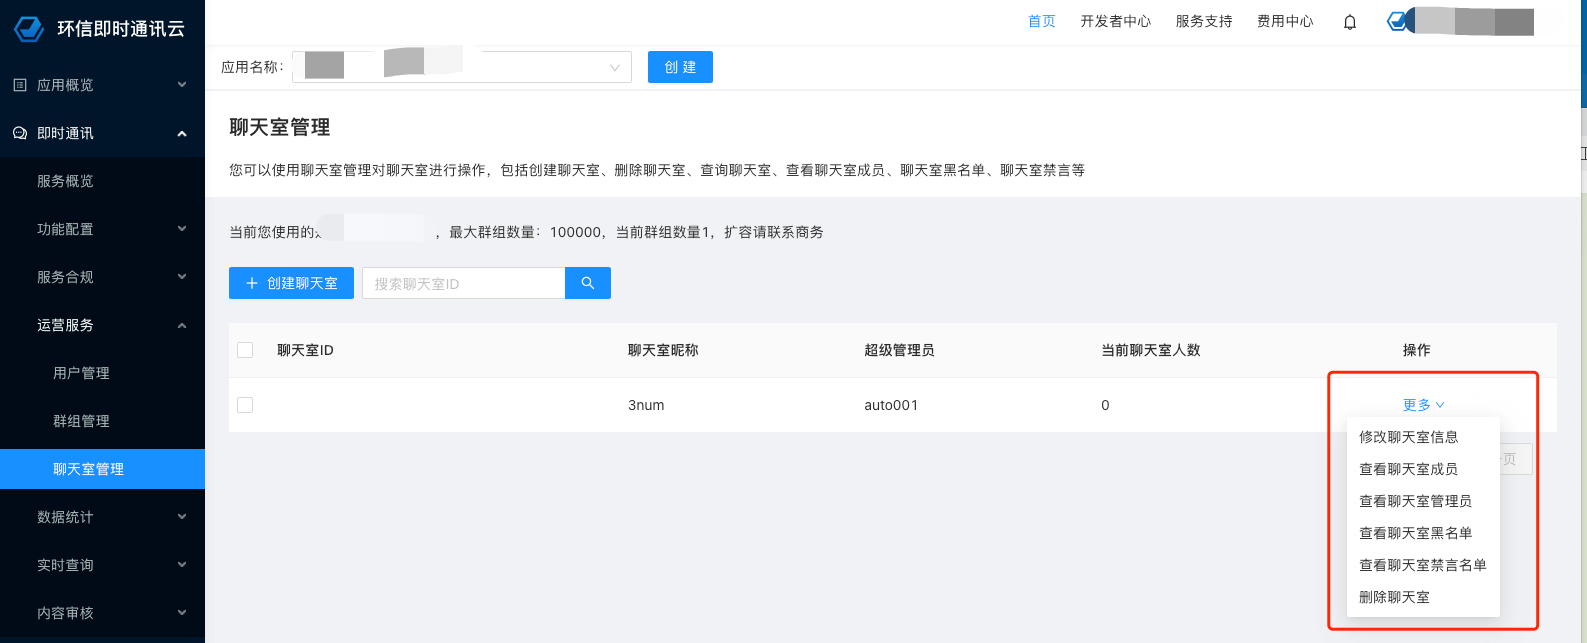 环信即时通讯云
首页 开发者中心 服务支持 费用中心
应用名称: 创 建
应用概览
即时通讯
服务概览
功能配置
服务合规
运营服务
用户管理
群组管理
聊天室管理
数据统计
实时查询
内容审核
聊天室管理
您可以使用聊天室管理对聊天室进行操作，包括创建聊天室、删除聊天室、查询聊天室、查看聊天室成员、聊天室黑名单、聊天室禁言等
当前您使用的 ，最大群组数量：100000，当前群组数量1，扩容请联系商务
创建聊天室 搜索聊天室ID
聊天室ID 聊天室昵称 超级管理员 当前聊天室人数 操作
3num auto001 0 更多
修改聊天室信息
查看聊天室成员
页
查看聊天室管理员
查看聊天室黑名单
查看聊天室禁言名单
删除聊天室